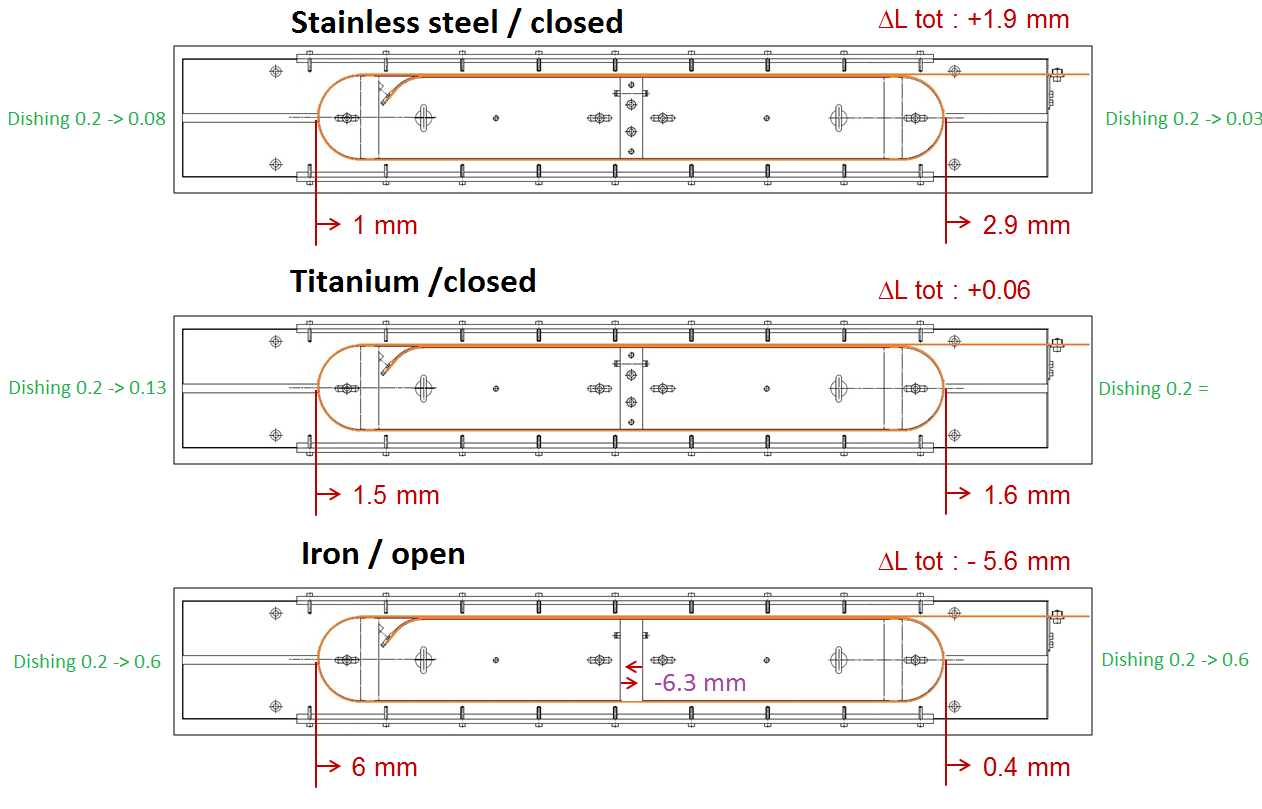 Stainless steel / closed
ΔL tot : +1.9 mm
Dishing 0.2 -> 0.08
Dishing 0.2 -> 0.03
1 mm
2.9 mm
Titanium /closed
ΔL tot : +0.06
Dishing 0.2 -> 0.13
Dishing 0.2 =
1.5 mm
1.6 mm
Iron / open
ΔL tot : - 5.6 mm
Dishing 0.2 -> 0.6
Dishing 0.2 -> 0.6
-6.3 mm
6 mm
0.4 mm